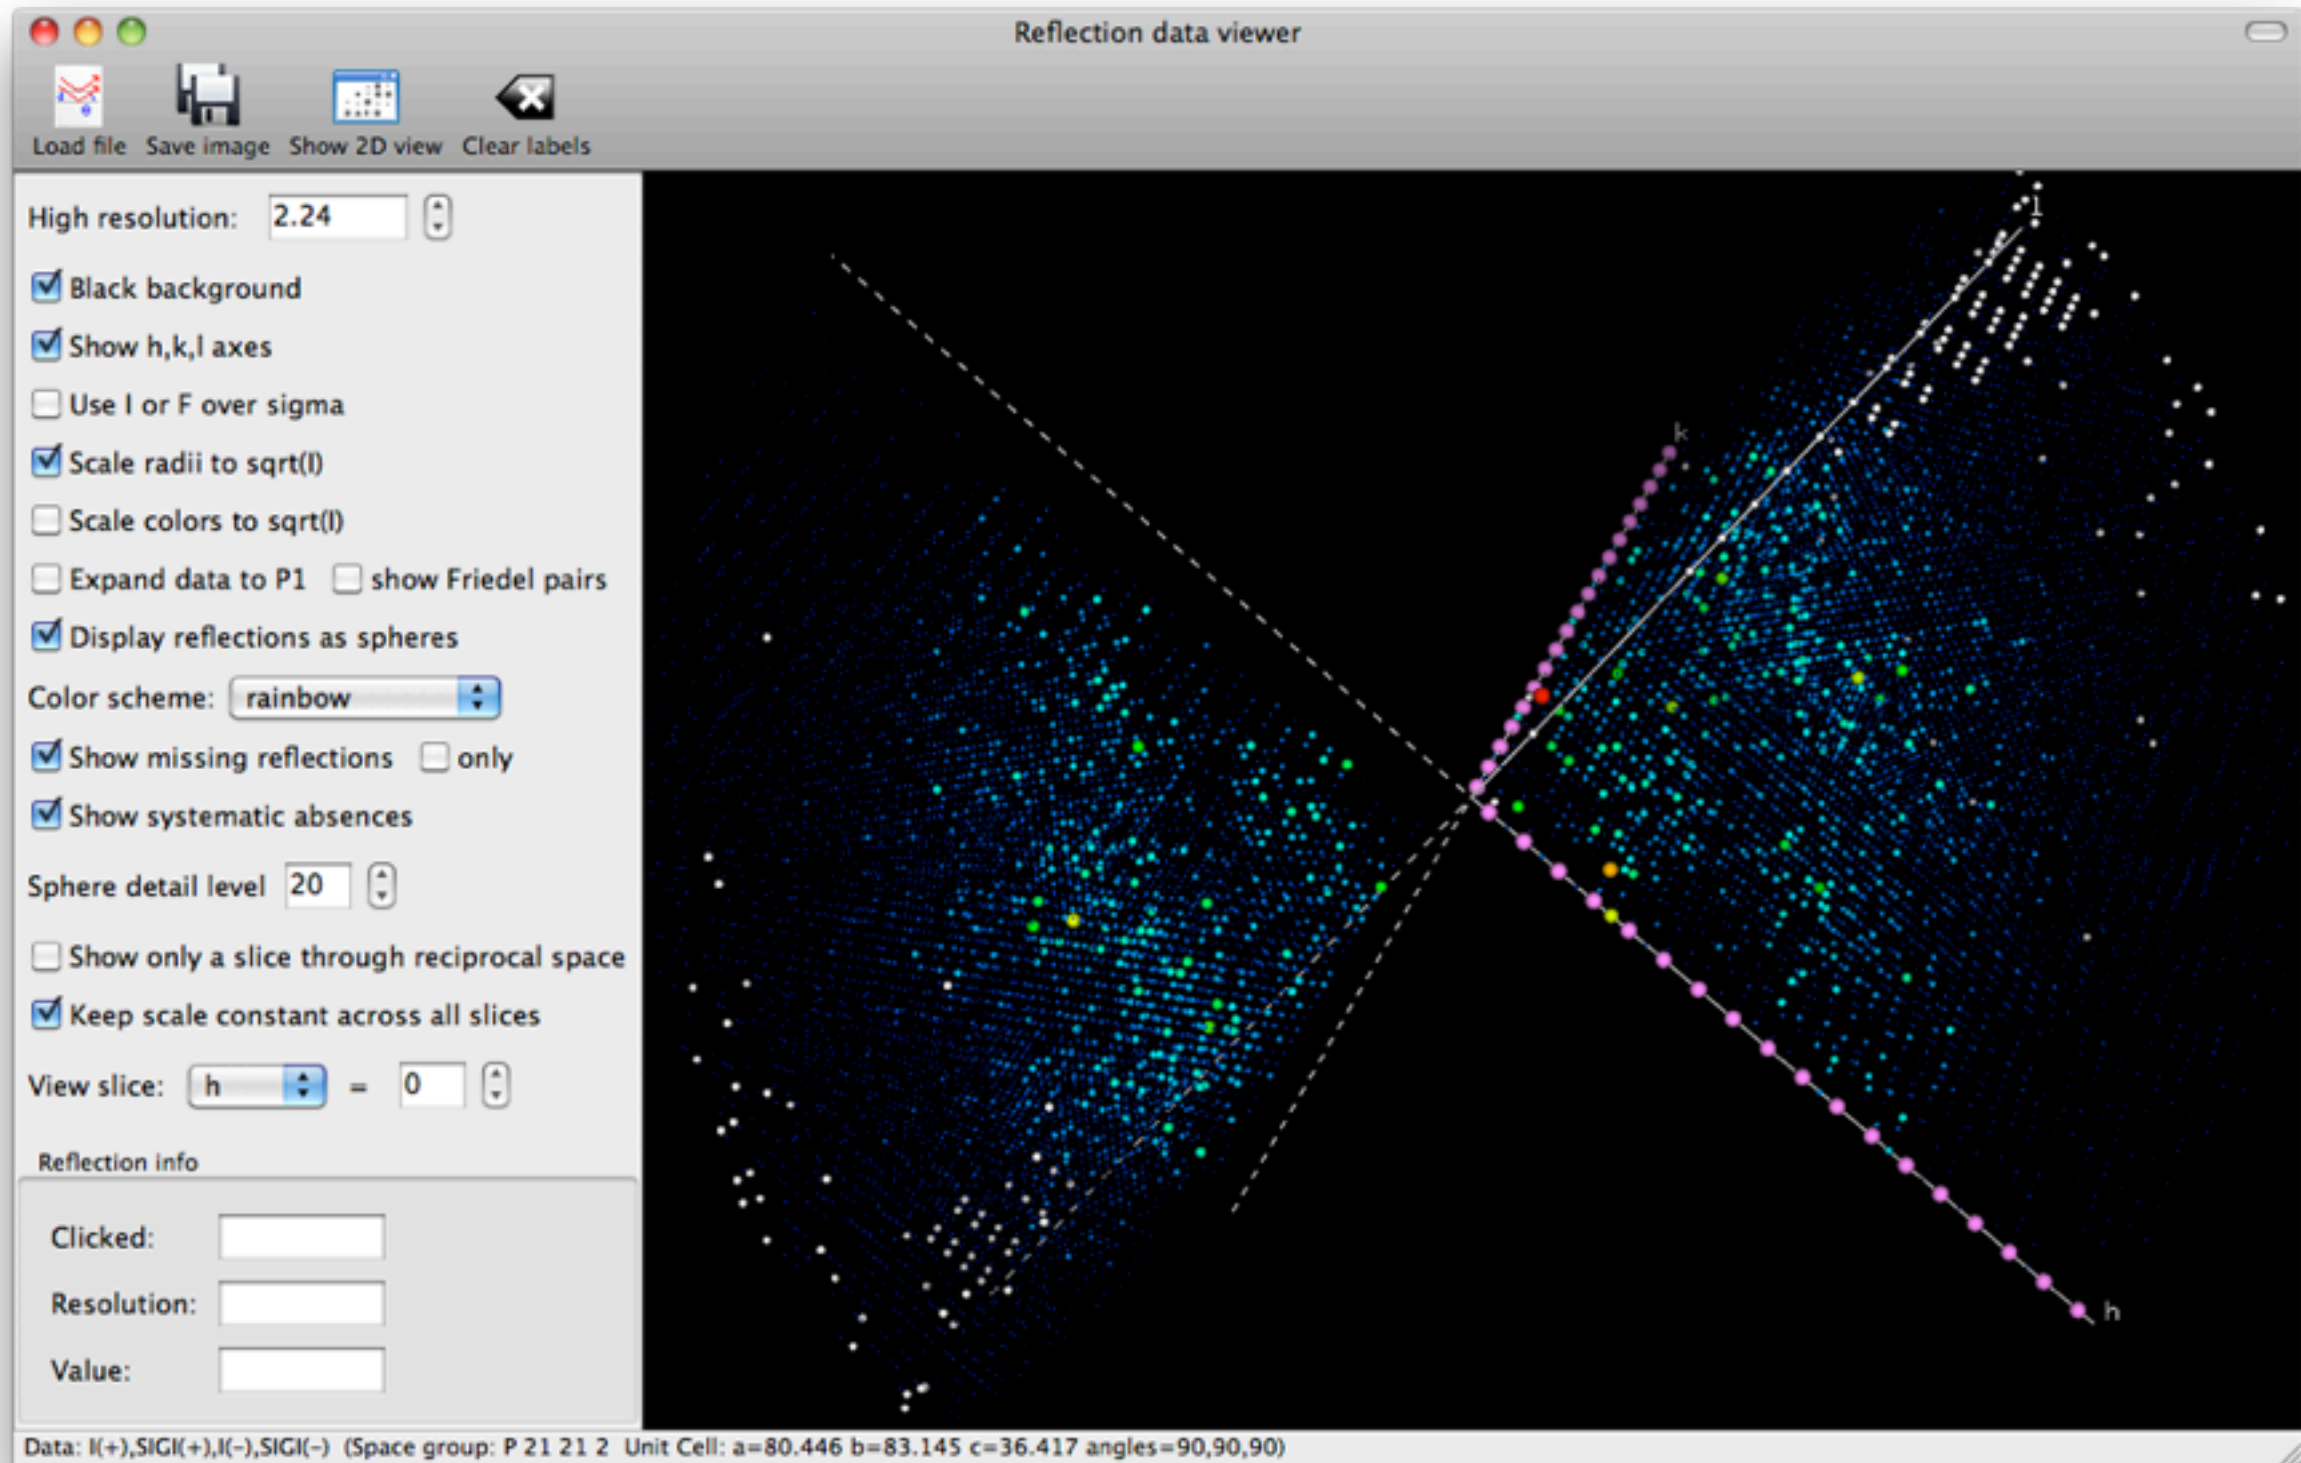 Reflection data viewer
Load file Save image Show 2D view Clear labels
High resolution: 2.24
Black background
Show h,k,l axes
Use I or F over sigma
Scale radii to sqrt(I)
Scale colors to sqrt(I)
Expand data to P1 show Friedel pairs
Display reflections as spheres
Color scheme: rainbow
Show missing reflections only
Show systematic absences
Sphere detail level 20
Show only a slice through reciprocal space
Keep scale constant across all slices
View slice: h = 0
Reflection info
Clicked:
Resolution:
Value:
l
k
h
Data: I(+),SIGI(+),I(-),SIGI(-) (Space group: P 21 21 2 Unit Cell: a=80.446 b=83.145 c=36.417 angles=90,90,90)